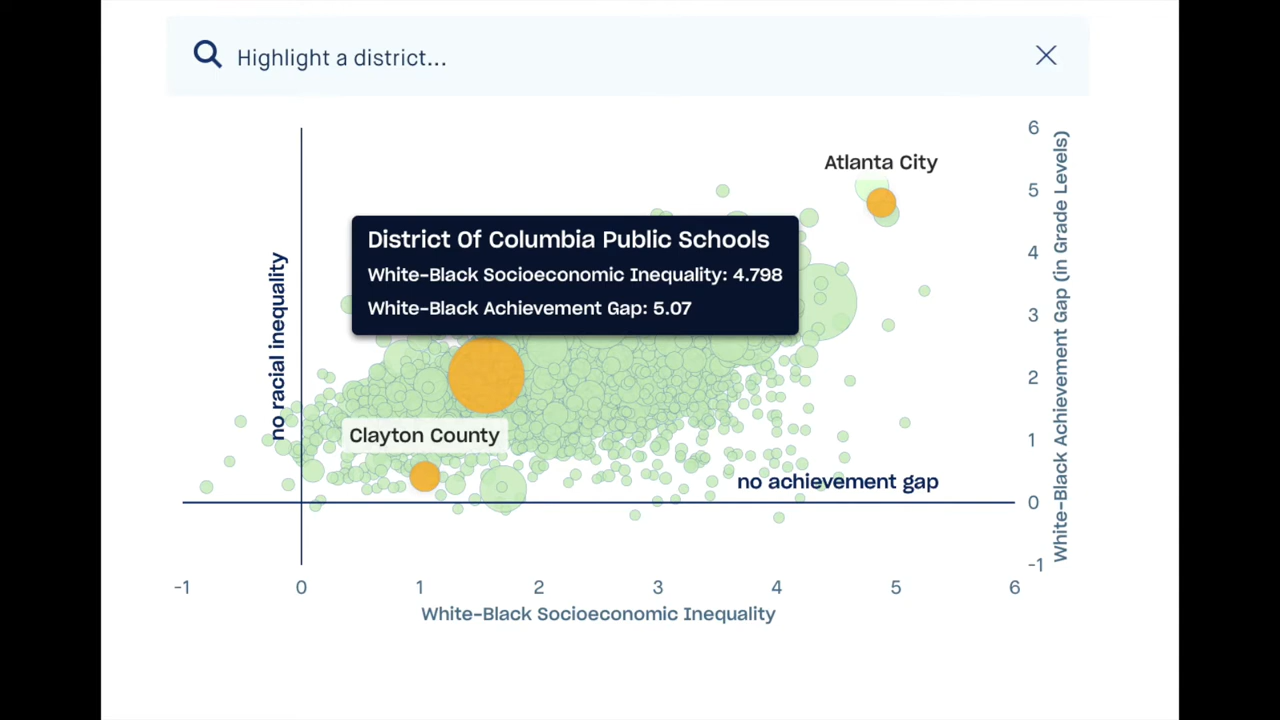 Highlight a district...
6
Atlanta City
5
District Of Columbia Public Schools
White-Black Socioeconomic Inequality: 4.798
White-Black Achievement Gap: 5.07
4
3
2
no racial inequality
White-Black Achievement Gap (in Grade Levels)
Clayton County
1
no achievement gap
0
-1
-1 0 1 2 3 4 5 6
White-Black Socioeconomic Inequality